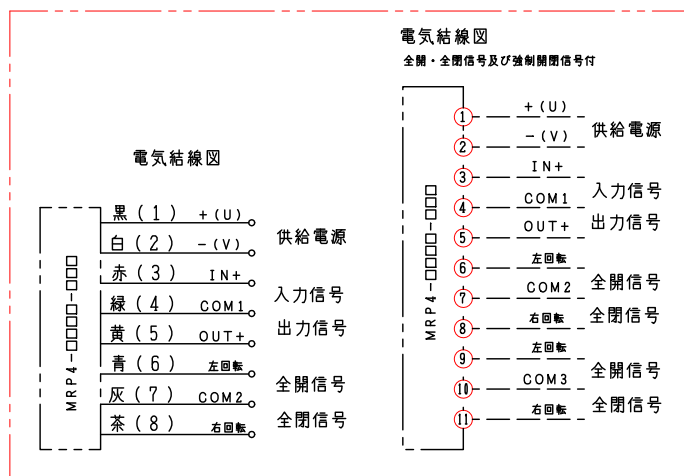 電気結線図
黒(1) +(U)
白(2) -(V)
供給電源
赤(3) IN+
緑(4) COM1
入力信号
黄(5) OUT+
出力信号
青(6) 左回転
灰(7) COM2
全開信号
茶(8) 右回転
全閉信号
MRP4-□□□□-□□□
電気結線図
全開・全閉信号及び強制開閉信号付
① +(U)
② -(V)
供給電源
③ IN+
④ COM1
入力信号
⑤ OUT+
出力信号
⑥ 左回転
⑦ COM2
全開信号
⑧ 右回転
全閉信号
⑨ 左回転
⑩ COM3
全開信号
⑪ 右回転
全閉信号
MRP4-□□□□-□□□